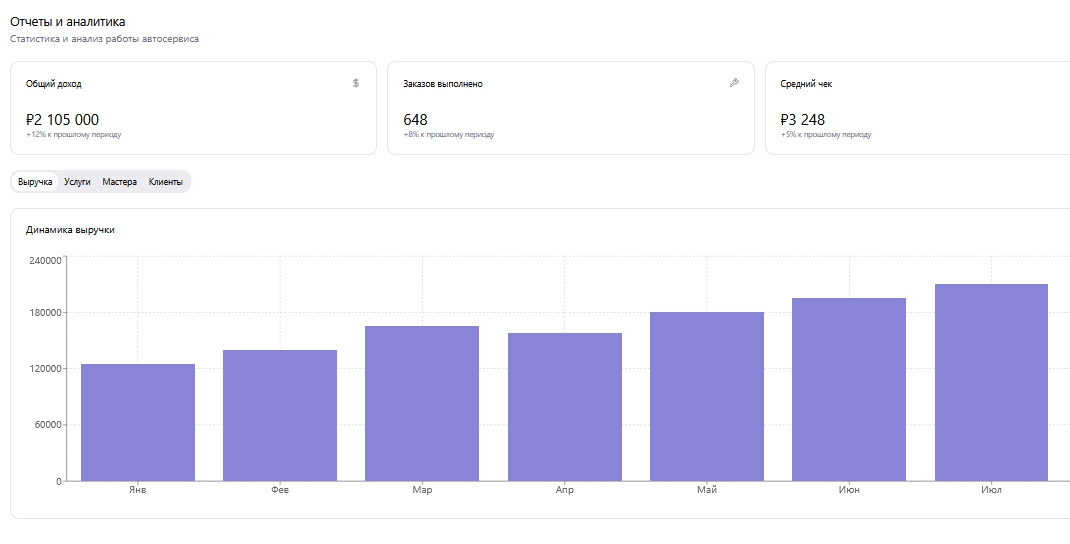 Отчеты и аналитика
Статистика и анализ работы автосервиса
Общий доход
$
₽2 105 000
+12% к прошлому периоду
Заказов выполнено
648
+8% к прошлому периоду
Средний чек
₽3 248
+5% к прошлому периоду
Выручка Услуги Мастера Клиенты
Динамика выручки
240000
180000
120000
60000
0
Янв Фев Мар Апр Май Июн Июл